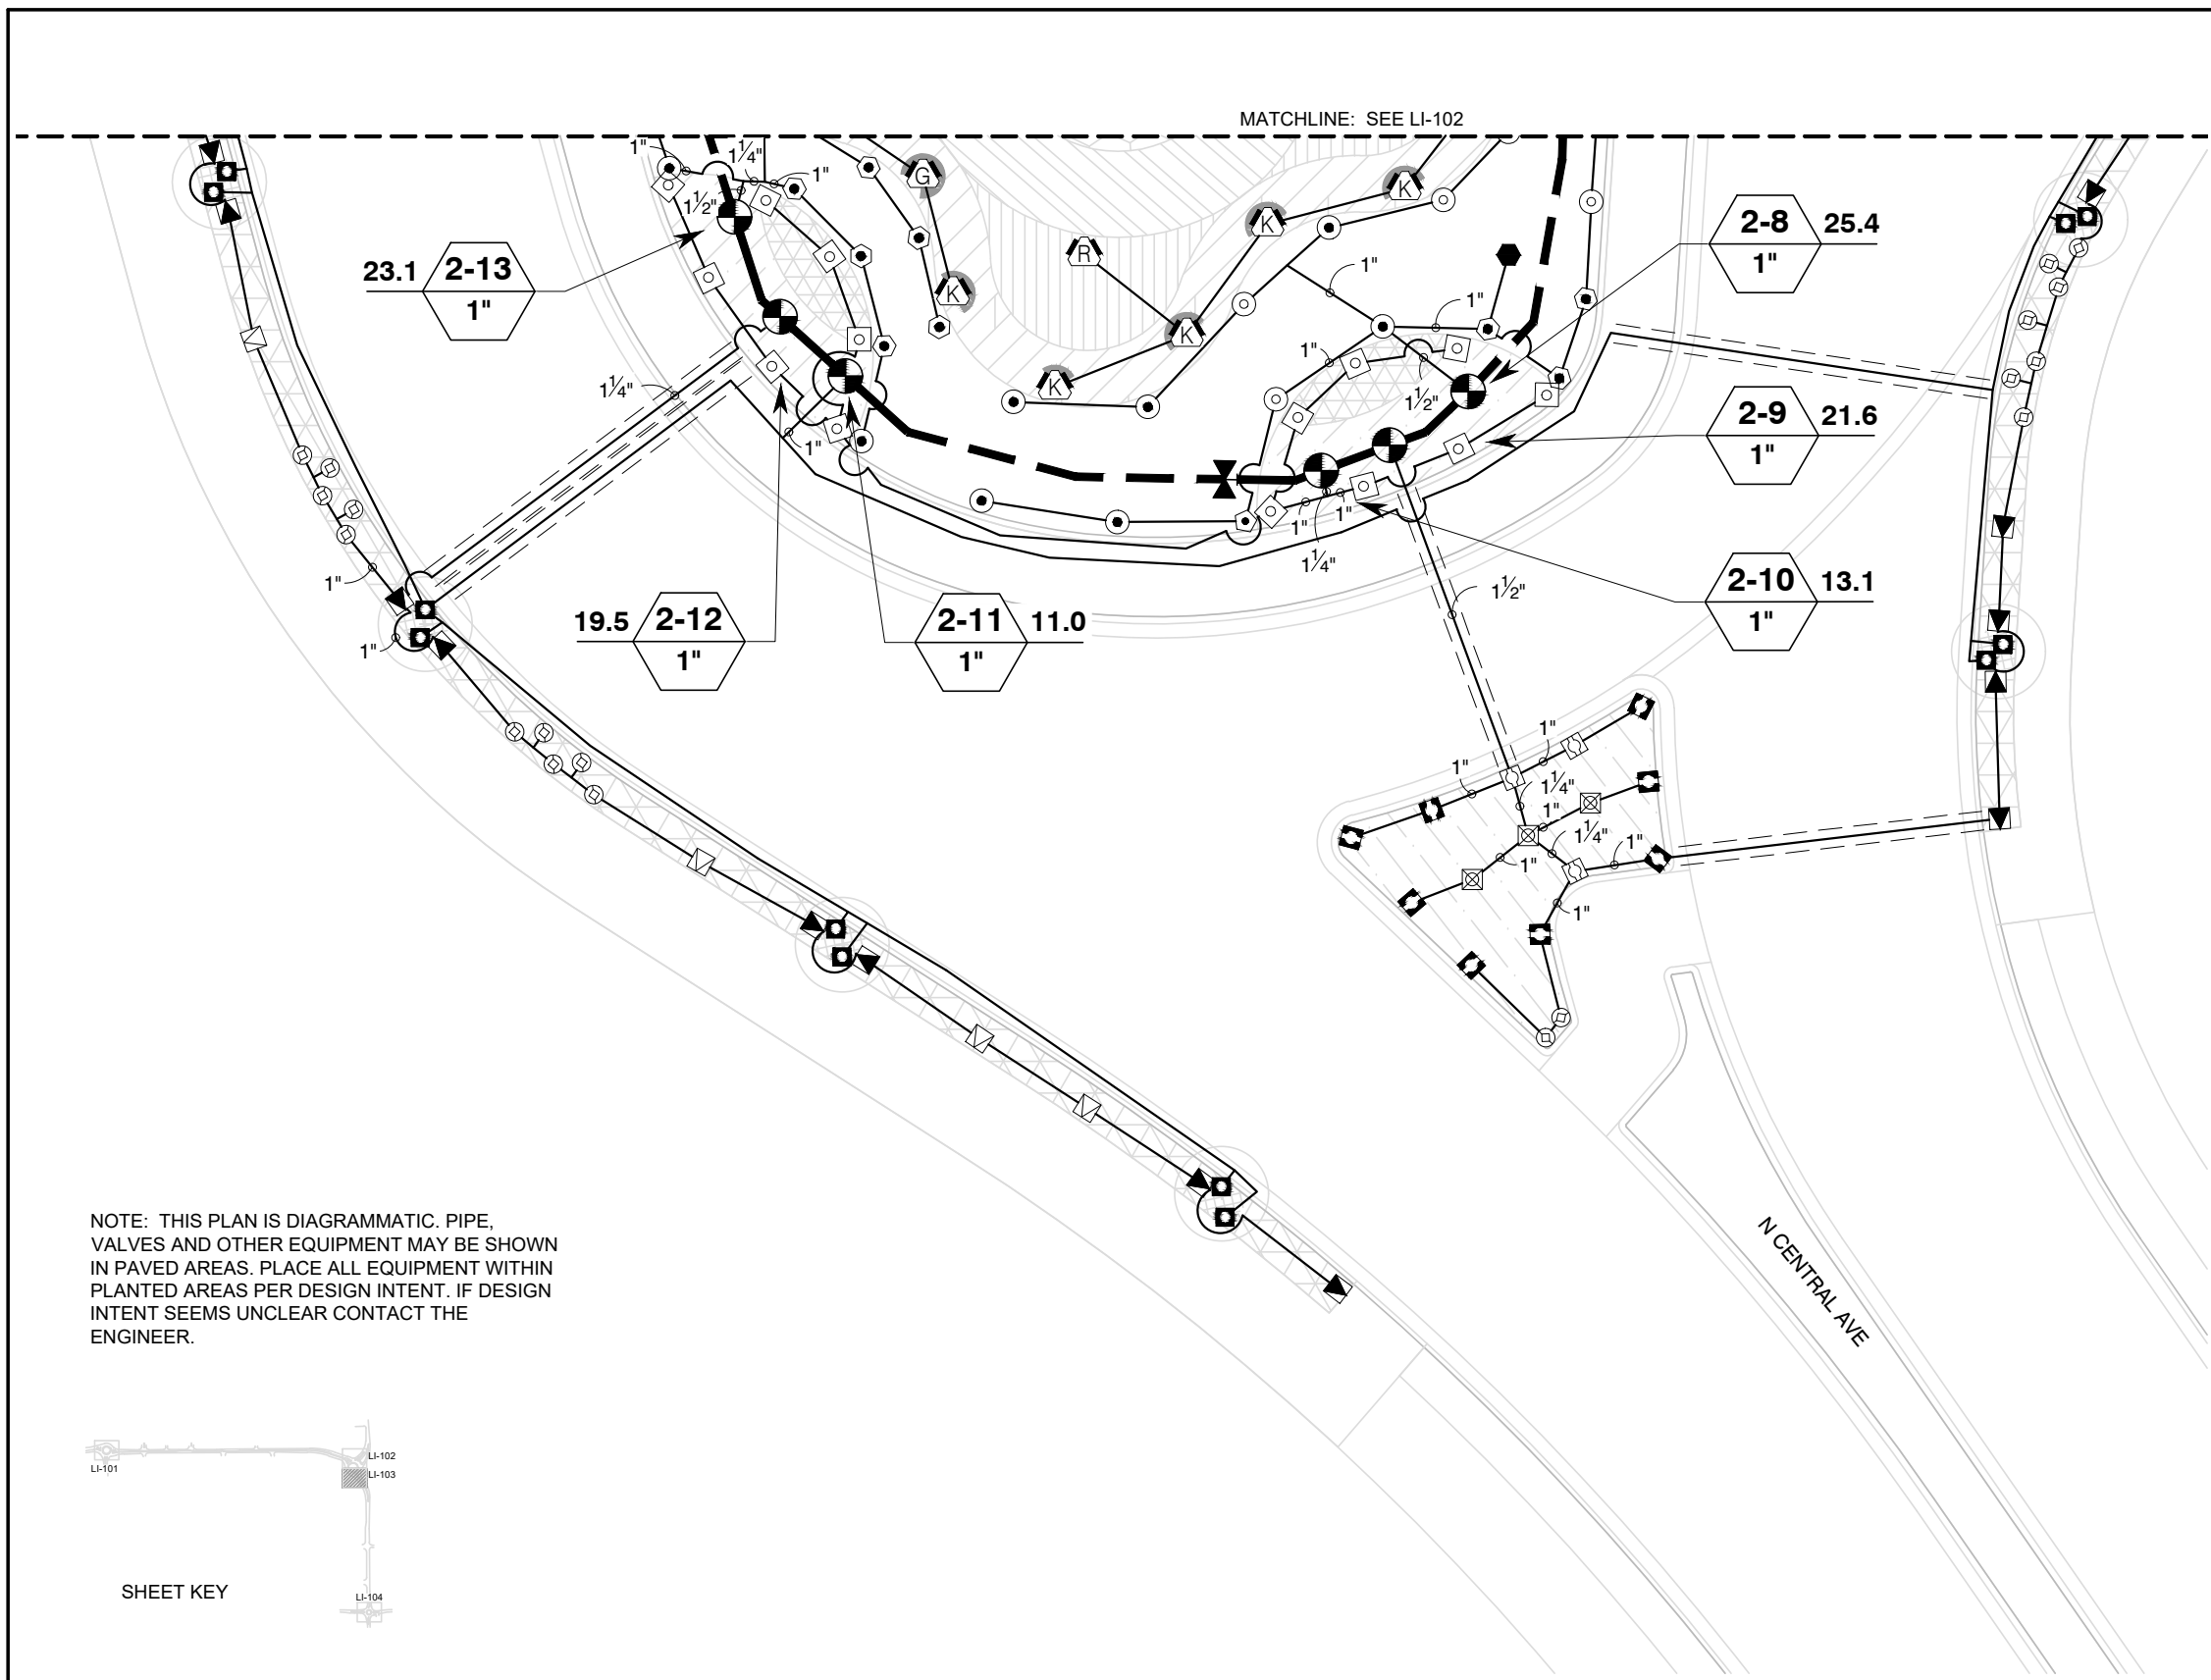 MATCHLINE:  SEE LI-102
1"
1¼"
1"
1½"
G
K
K
R
K
K
K
2-8 25.4
1"
23.1 2-13
1"
1"
1"
1"
1½"
1¼"
2-9 21.6
1"
1"
1"
1"
1¼"
1"
1½"
2-10 13.1
1"
19.5 2-12
1"
2-11 11.0
1"
1"
1"
1"
1¼"
1"
1¼"
1"
1"
1"
NOTE:  THIS PLAN IS DIAGRAMMATIC. PIPE,
VALVES AND OTHER EQUIPMENT MAY BE SHOWN
IN PAVED AREAS. PLACE ALL EQUIPMENT WITHIN
PLANTED AREAS PER DESIGN INTENT. IF DESIGN
INTENT SEEMS UNCLEAR CONTACT THE
ENGINEER.
N CENTRAL AVE
LI-101
LI-102
LI-103
LI-104
SHEET KEY